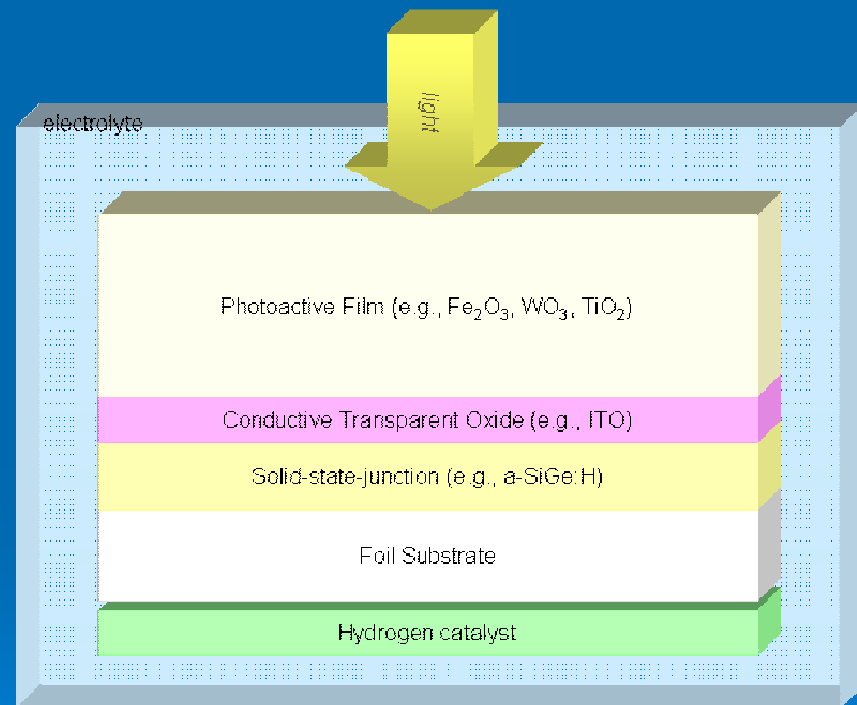 light
electrolyte
Photoactive Film (e.g., Fe₂O₃, WO₃, TiO₂)
Conductive Transparent Oxide (e.g., ITO)
Solid-state-junction (e.g., a-SiGe:H)
Foil Substrate
Hydrogen catalyst